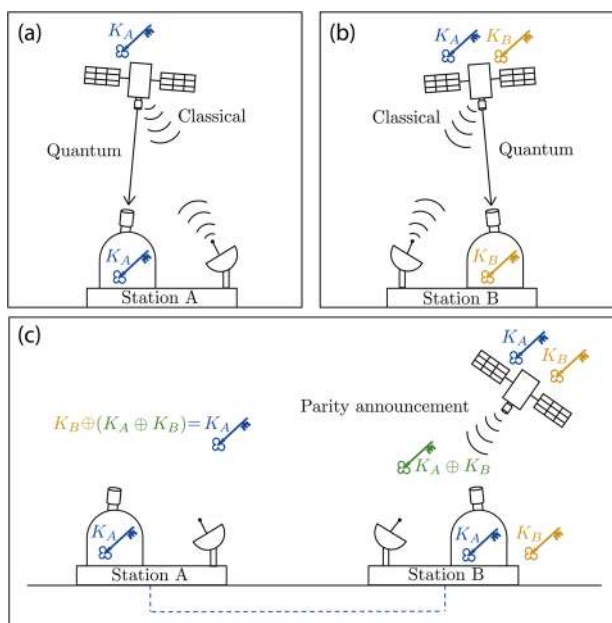 (a)
K_A
Classical
Quantum
K_A
Station A
(b)
K_A K_B
Classical
Quantum
K_B
Station B
(c)
K_A
K_B
Parity announcement
K_B⊕(K_A ⊕ K_B)=K_A
K_A ⊕ K_B
K_A
K_A
K_B
Station A
Station B